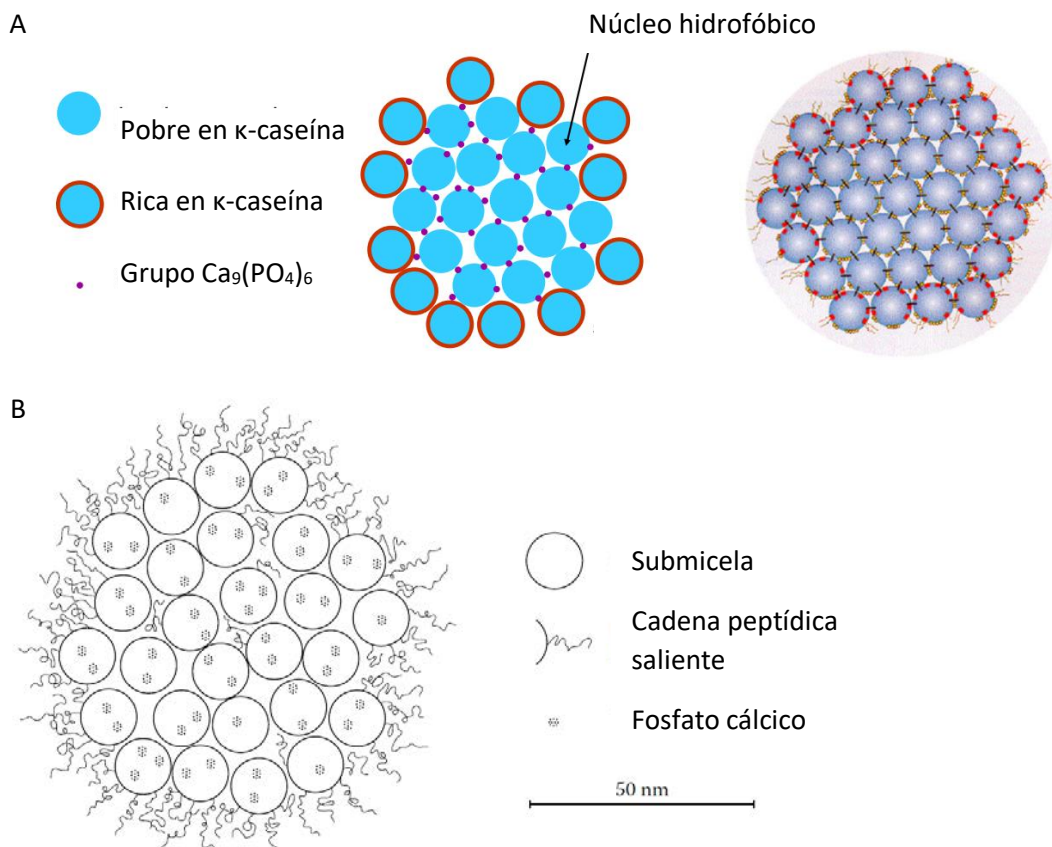 A
Núcleo hidrofóbico
Pobre en κ-caseína
Rica en κ-caseína
Grupo Ca₉(PO₄)₆
B
Submicela
Cadena peptídica
saliente
Fosfato cálcico
50 nm